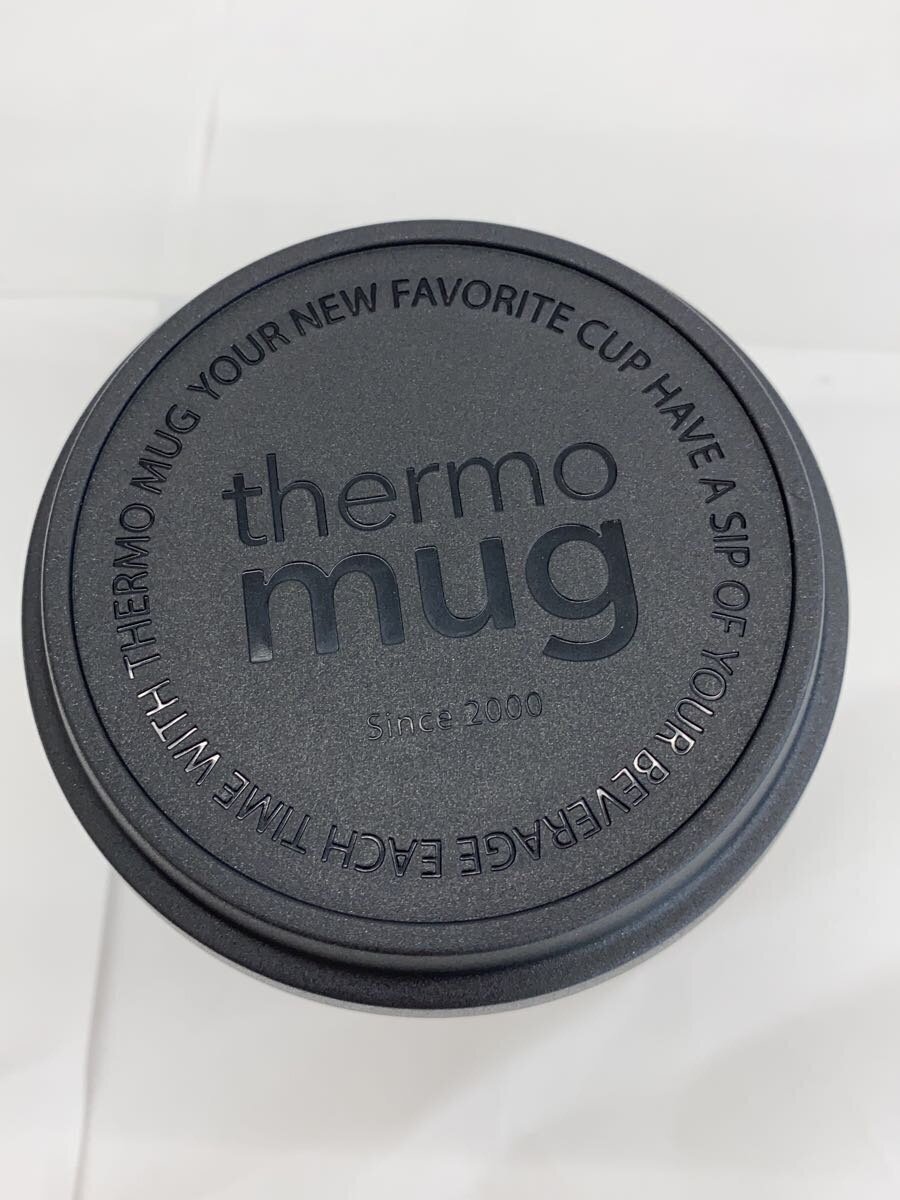 THERMO MUG YOUR NEW FAVORITE CUP HAVE A SIP OF YOUR BEVERAGE EACH TIME WITH
thermo
mug
Since 2000